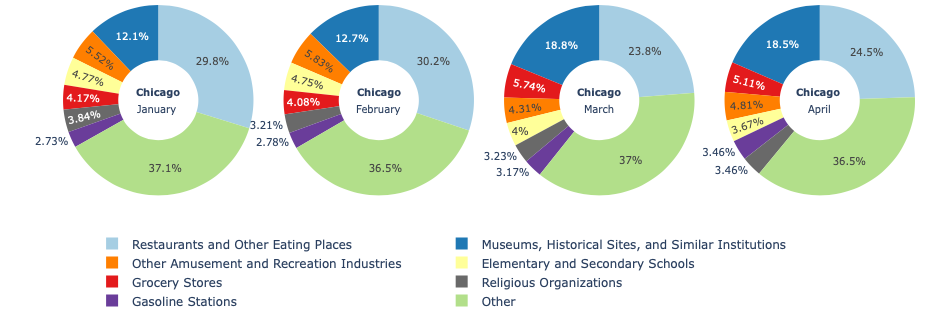 12.1%
29.8%
5.52%
4.77%
4.17%
3.84%
2.73%
37.1%
Chicago
January
12.7%
30.2%
5.83%
4.75%
4.08%
3.21%
2.78%
36.5%
Chicago
February
18.8%
23.8%
5.74%
4.31%
4%
3.23%
3.17%
37%
Chicago
March
18.5%
24.5%
5.11%
4.81%
3.67%
3.46%
3.46%
36.5%
Chicago
April
Restaurants and Other Eating Places
Museums, Historical Sites, and Similar Institutions
Other Amusement and Recreation Industries
Elementary and Secondary Schools
Grocery Stores
Religious Organizations
Gasoline Stations
Other